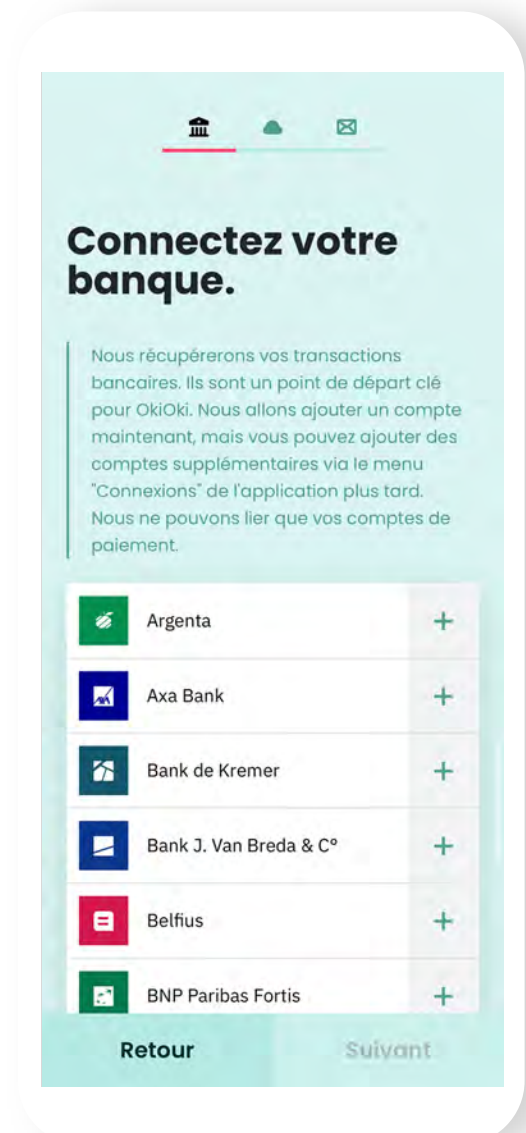 Connectez votre
banque.
Nous récupérerons vos transactions
bancaires. Ils sont un point de départ clé
pour OkiOki. Nous allons ajouter un compte
maintenant, mais vous pouvez ajouter des
comptes supplémentaires via le menu
"Connexions" de l'application plus tard.
Nous ne pouvons lier que vos comptes de
paiement.
Argenta
Axa Bank
Bank de Kremer
Bank J. Van Breda & C°
Belfius
BNP Paribas Fortis
Retour Suivant